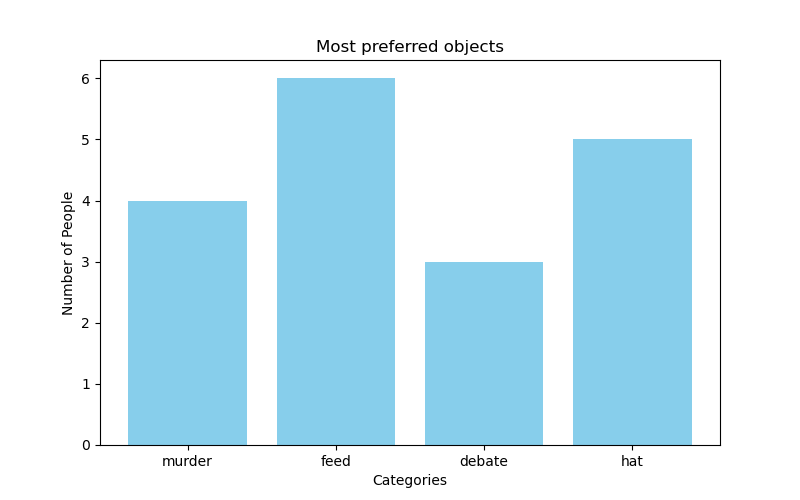 Most preferred objects
Number of People
6
5
4
3
2
1
0
murder feed debate hat
Categories